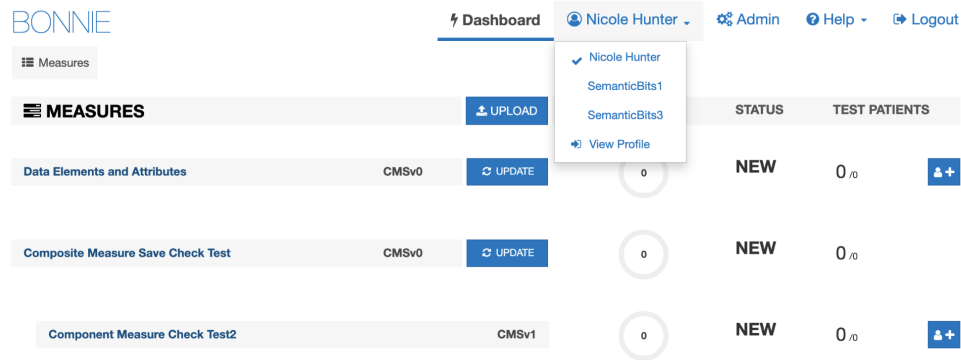 BONNIE
Dashboard
Nicole Hunter
Admin
Help
Logout
Nicole Hunter
SemanticBits1
SemanticBits3
View Profile
Measures
MEASURES
UPLOAD
STATUS
TEST PATIENTS
Data Elements and Attributes CMSv0 UPDATE 0 NEW 0 /0
Composite Measure Save Check Test CMSv0 UPDATE 0 NEW 0 /0
Component Measure Check Test2 CMSv1 0 NEW 0 /0